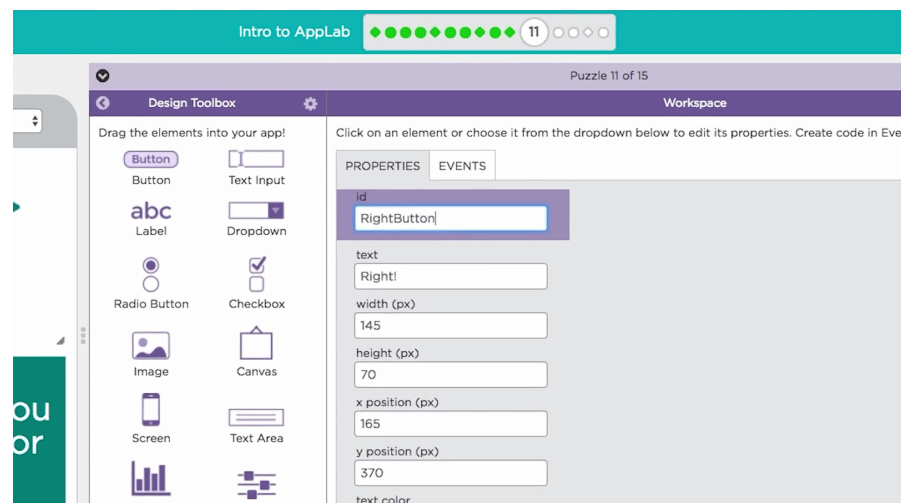 Intro to AppLab
11
Puzzle 11 of 15
Design Toolbox
Workspace
Drag the elements into your app!
Click on an element or choose it from the dropdown below to edit its properties. Create code in Eve
Button
Button
Text Input
abc
Label
Dropdown
Radio Button
Checkbox
Image
Canvas
Screen
Text Area
PROPERTIES
EVENTS
id
RightButton
text
Right!
width (px)
145
height (px)
70
x position (px)
165
y position (px)
370
text color
ou
or